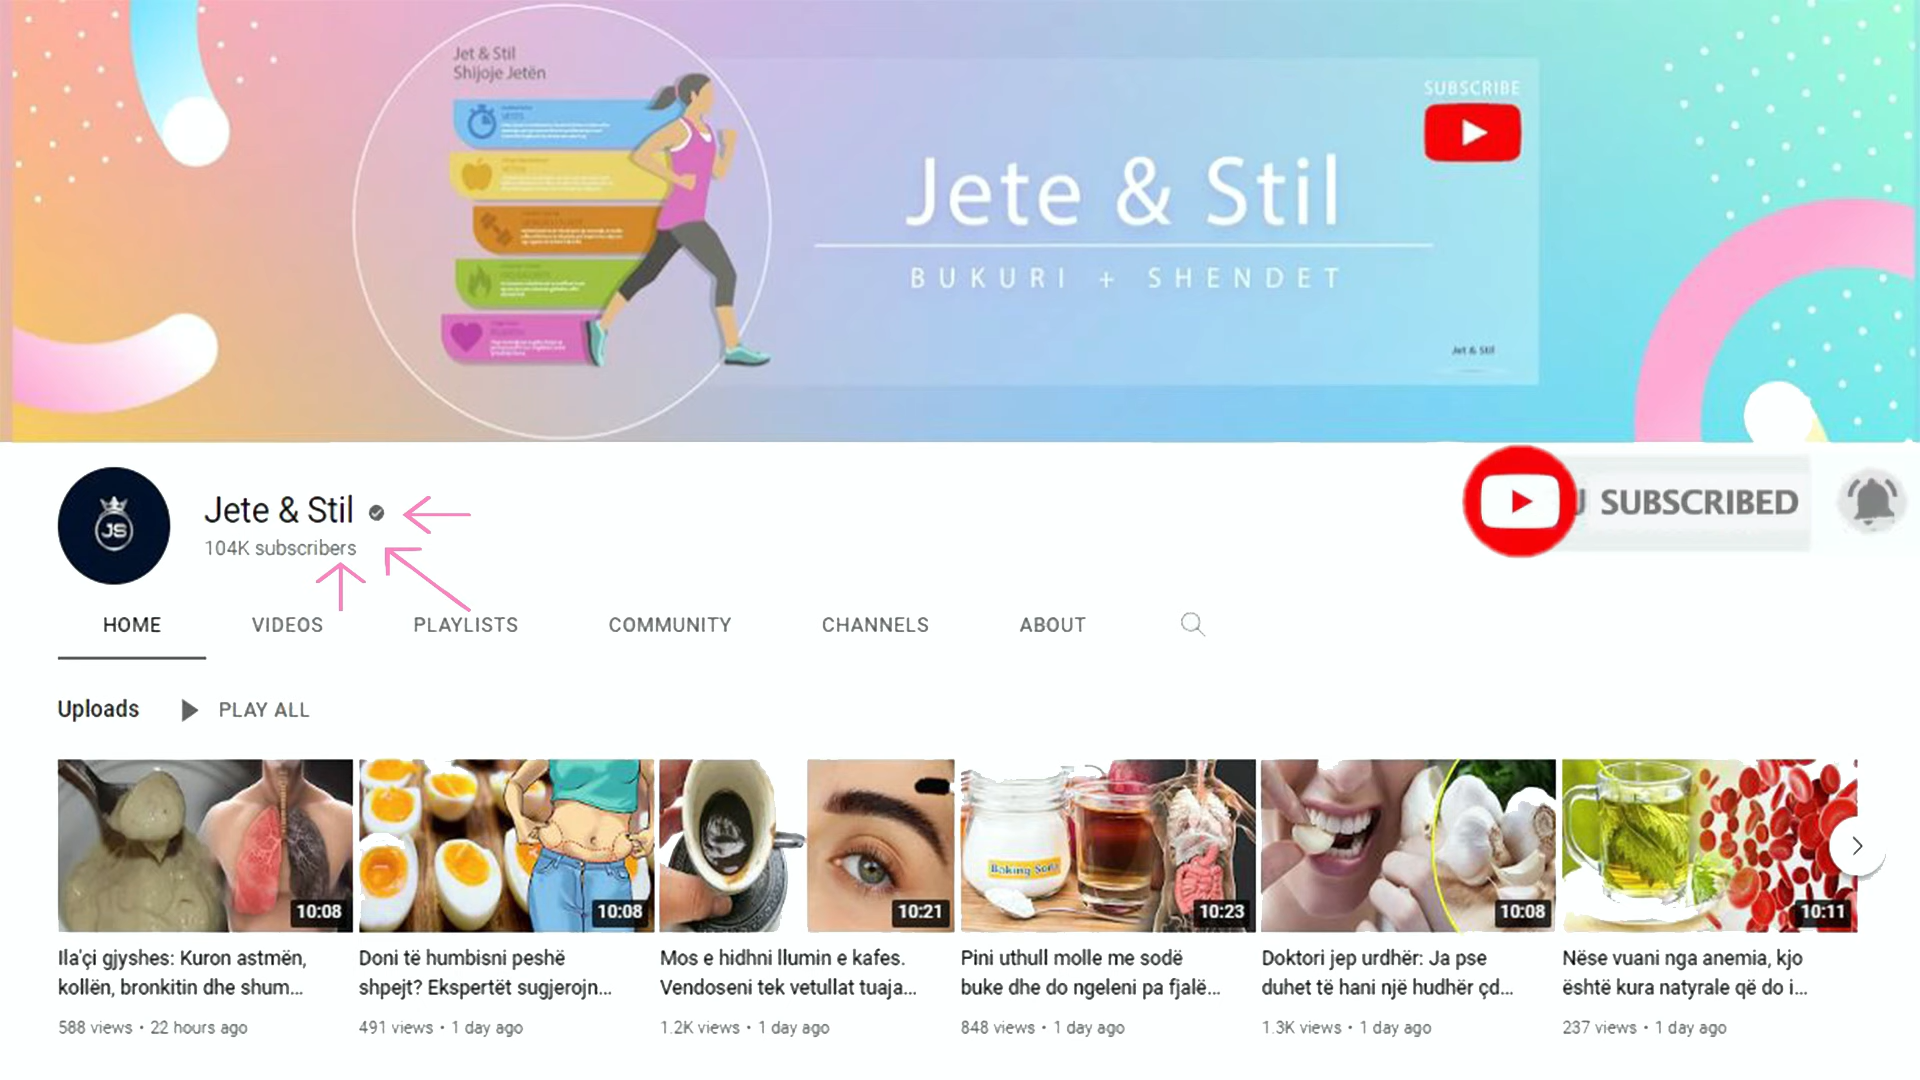 Jet & Stil
Shijoje Jetën
SUBSCRIBE
Jete & Stil
BUKURI + SHENDET
Jet & Stil
JS
Jete & Stil
104K subscribers
SUBSCRIBED
HOME VIDEOS PLAYLISTS COMMUNITY CHANNELS ABOUT
Uploads PLAY ALL
Baking Soda
10:08 10:08 10:21 10:23 10:08 10:11
Ila'çi gjyshes: Kuron astmën,
kollën, bronkitin dhe shum...
588 views • 22 hours ago
Doni të humbisni peshë
shpejt? Ekspertët sugjerojn...
491 views • 1 day ago
Mos e hidhni llumin e kafes.
Vendoseni tek vetullat tuaja...
1.2K views • 1 day ago
Pini uthull molle me sodë
buke dhe do ngeleni pa fjalë...
848 views • 1 day ago
Doktori jep urdhër: Ja pse
duhet të hani një hudhër çd...
1.3K views • 1 day ago
Nëse vuani nga anemia, kjo
është kura natyrale që do i...
237 views • 1 day ago